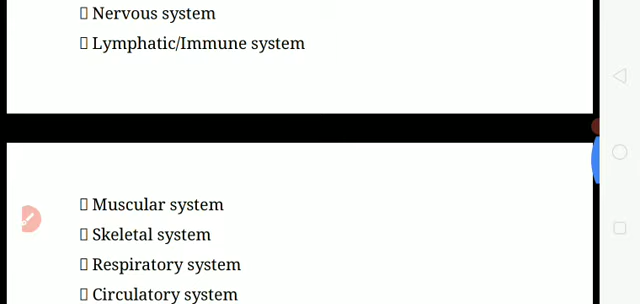 ▯ Nervous system
▯ Lymphatic/Immune system
▯ Muscular system
▯ Skeletal system
▯ Respiratory system
▯ Circulatory system